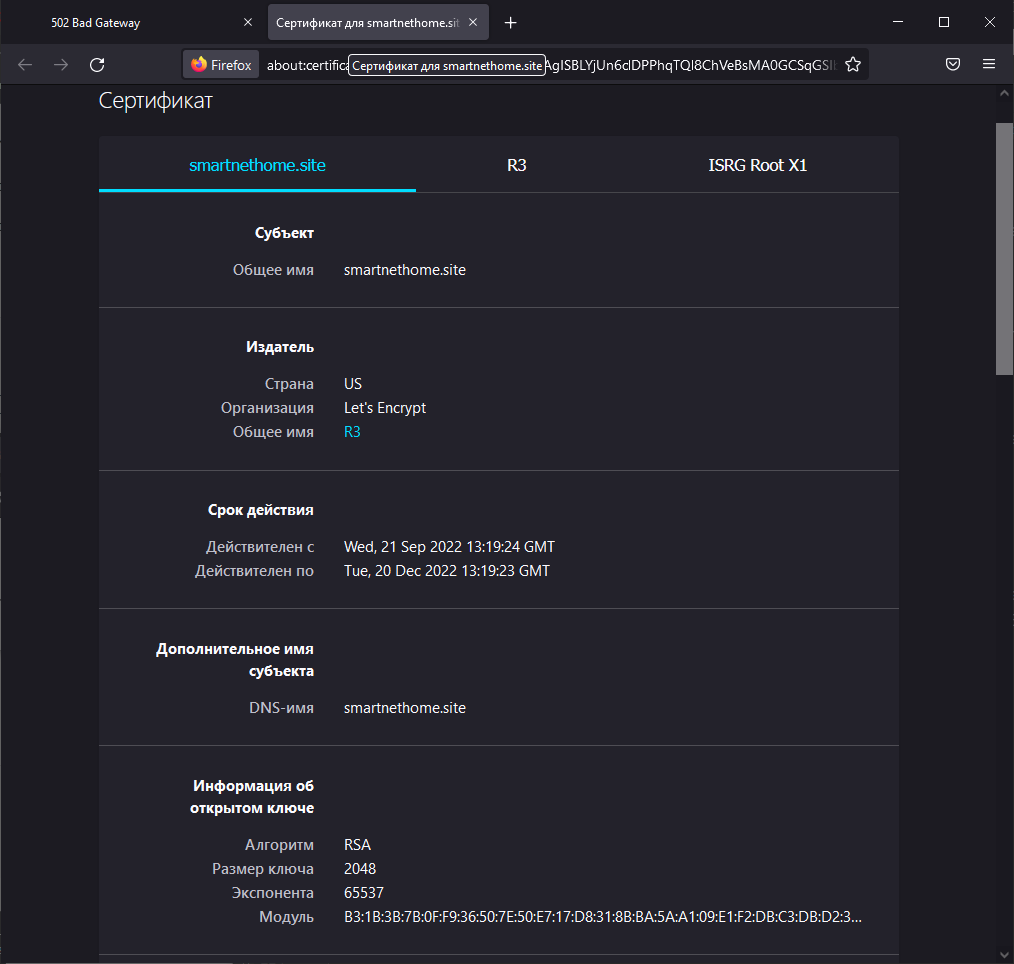 502 Bad Gateway
Сертификат для smartnethome.sit
Firefox
about:certifica
Сертификат для smartnethome.site
AgISBLYjUn6clDPPhqTQl8ChVeBsMA0GCSqGSIb
Сертификат
smartnethome.site
R3
ISRG Root X1
Субъект
Общее имя smartnethome.site
Издатель
Страна US
Организация Let's Encrypt
Общее имя R3
Срок действия
Действителен с Wed, 21 Sep 2022 13:19:24 GMT
Действителен по Tue, 20 Dec 2022 13:19:23 GMT
Дополнительное имя
субъекта
DNS-имя smartnethome.site
Информация об
открытом ключе
Алгоритм RSA
Размер ключа 2048
Экспонента 65537
Модуль B3:1B:3B:7B:0F:F9:36:50:7E:50:E7:17:D8:31:8B:BA:5A:A1:09:E1:F2:DB:C3:DB:D2:3...